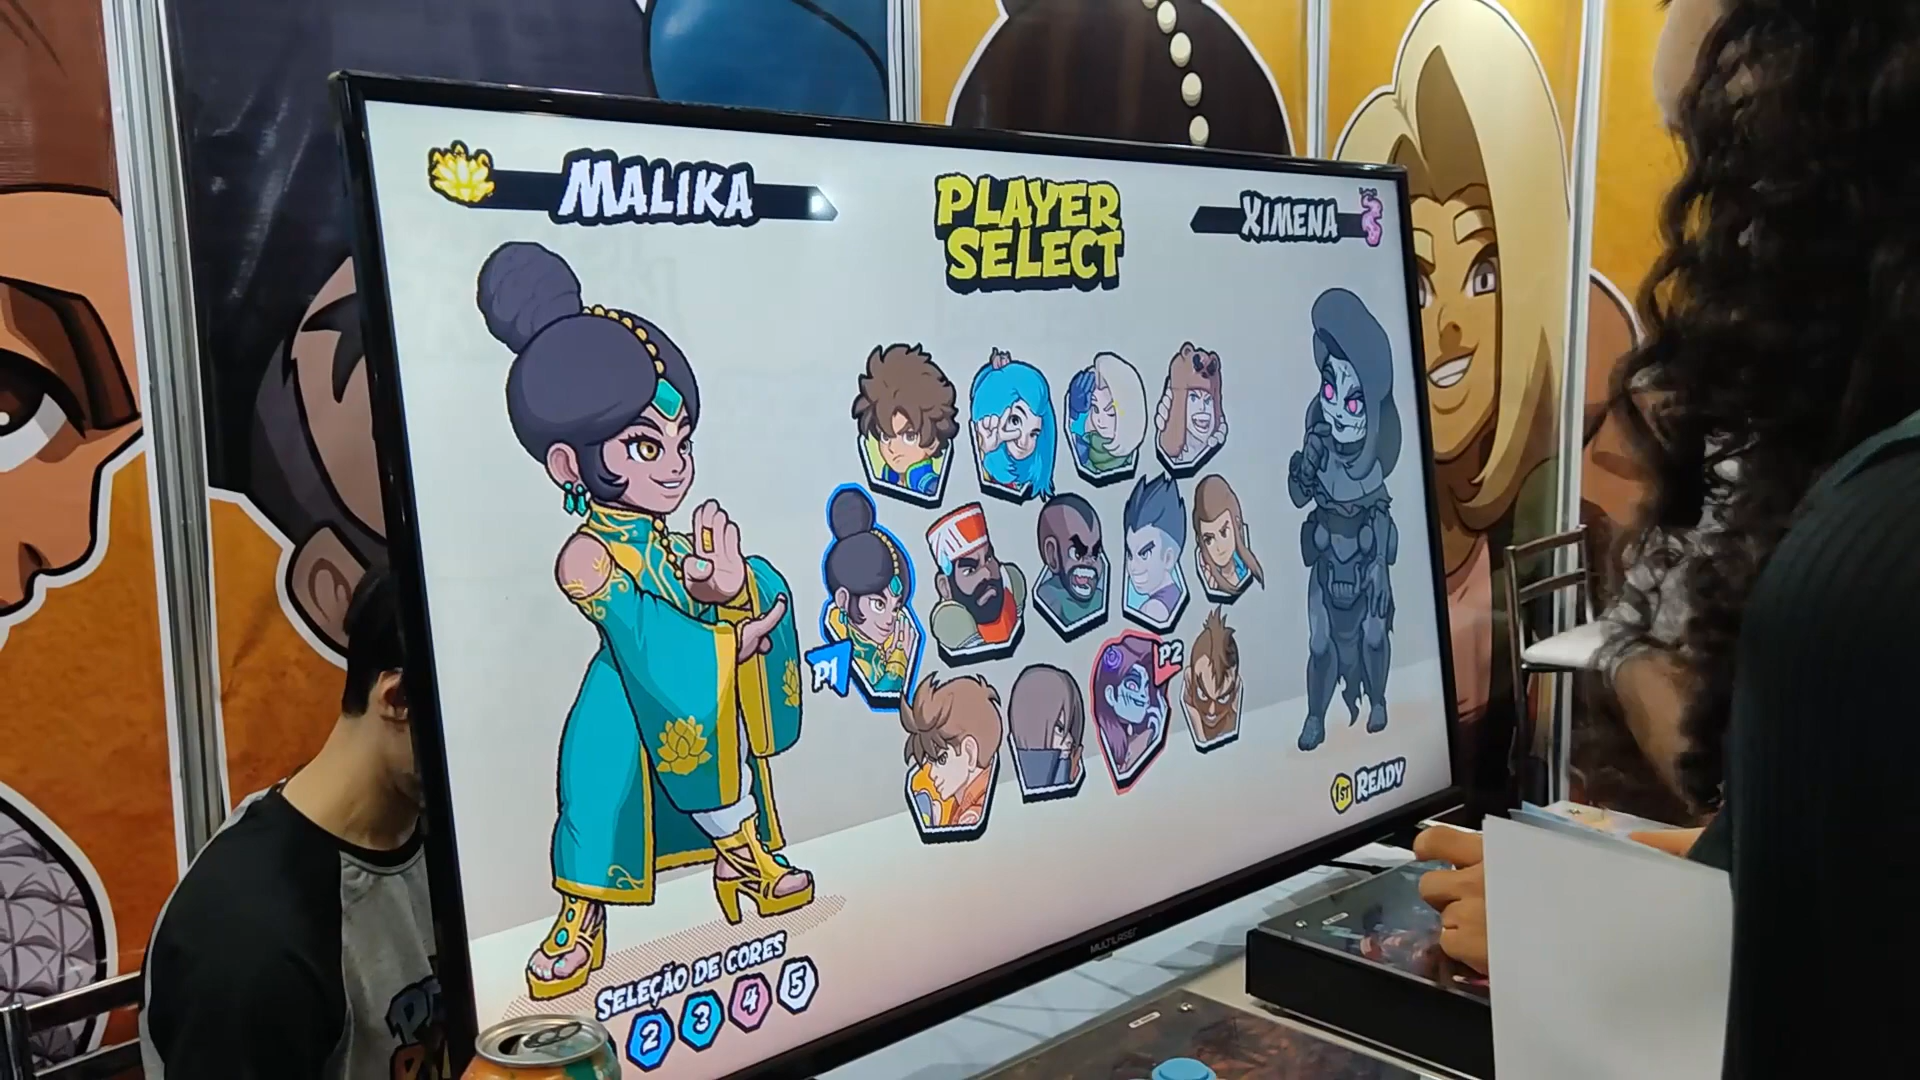 MALIKA
PLAYER
SELECT
XIMENA
P1
P2
1ST READY
SELEÇÃO DE CORES
2 3 4 5
MULTILASER